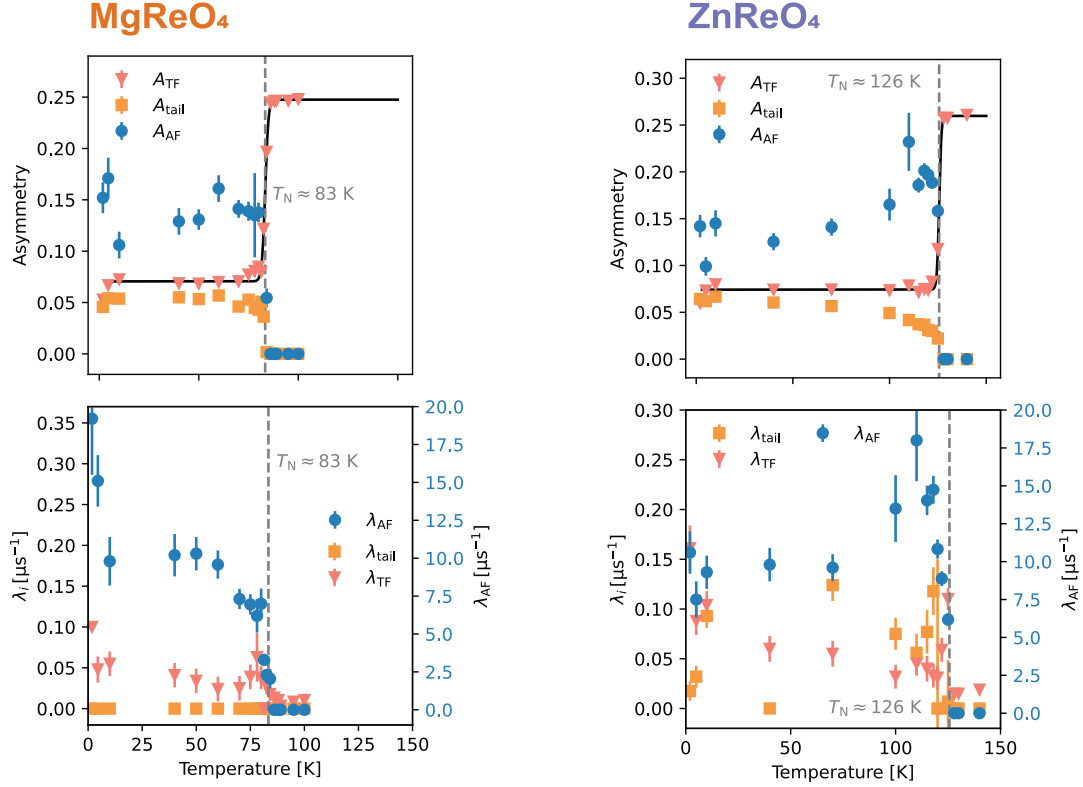 MgReO₄
ZnReO₄
Asymmetry
0.25
0.20
0.15
0.10
0.05
0.00
A_TF
A_tail
A_AF
T_N ≈ 83 K
0 50 100 150
Asymmetry
0.30
0.25
0.20
0.15
0.10
0.05
0.00
T_N ≈ 126 K
A_TF
A_tail
A_AF
λ_i [µs⁻¹]
0.35
0.30
0.25
0.20
0.15
0.10
0.05
0.00
T_N ≈ 83 K
λ_AF
λ_tail
λ_TF
20.0
17.5
15.0
12.5
10.0
7.5
5.0
2.5
0.0
λ_AF [µs⁻¹]
0 25 50 75 100 125 150
Temperature [K]
λ_i [µs⁻¹]
0.30
0.25
0.20
0.15
0.10
0.05
0.00
λ_tail
λ_TF
λ_AF
T_N ≈ 126 K
20.0
17.5
15.0
12.5
10.0
7.5
5.0
2.5
0.0
λ_AF [µs⁻¹]
0 50 100 150
Temperature [K]